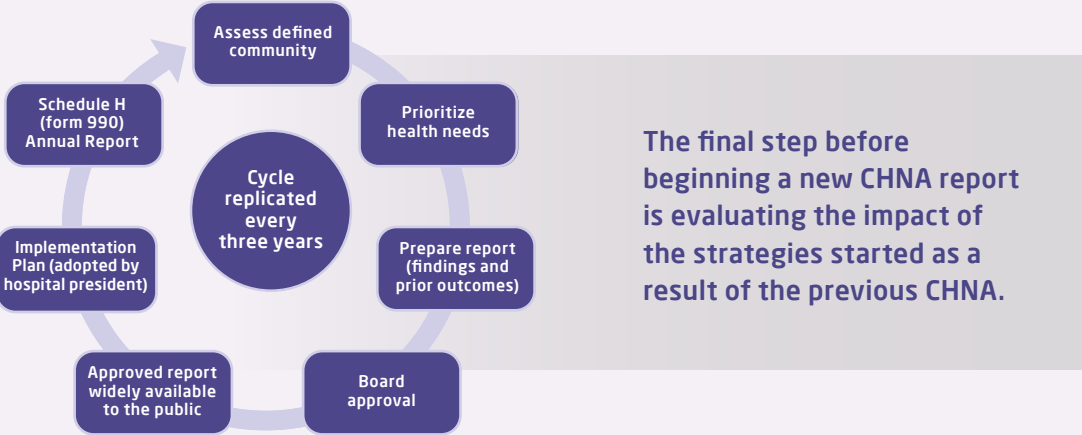 Assess defined
community
Prioritize
health needs
Prepare report
(findings and
prior outcomes)
Board
approval
Approved report
widely available
to the public
Implementation
Plan (adopted by
hospital president)
Schedule H
(form 990)
Annual Report
Cycle
replicated
every
three years
The final step before
beginning a new CHNA report
is evaluating the impact of
the strategies started as a
result of the previous CHNA.